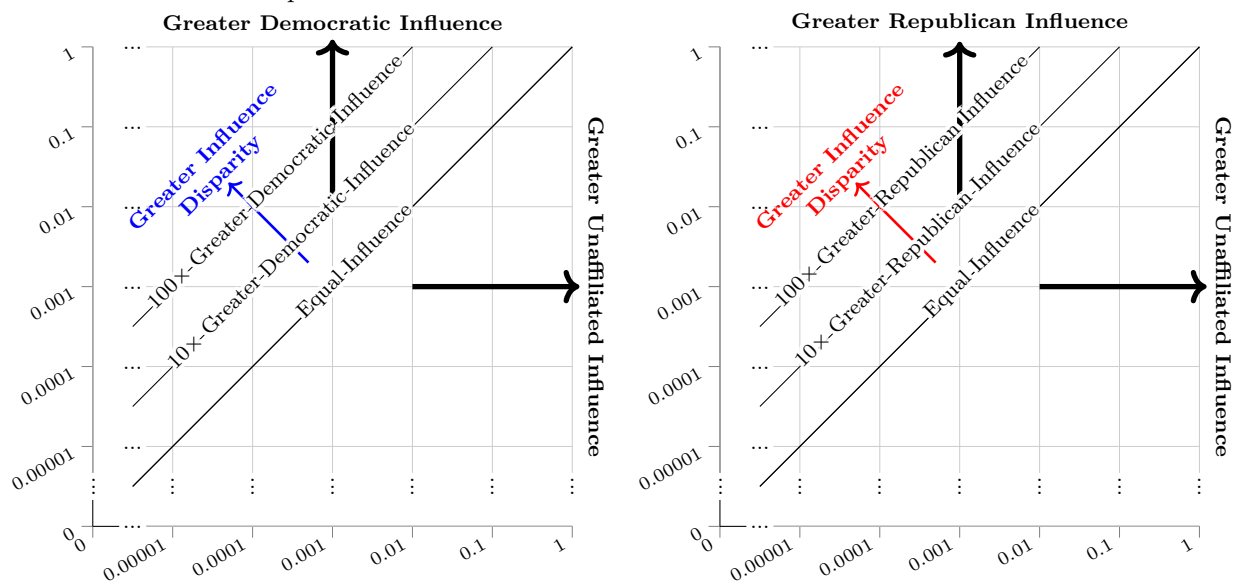 Greater Democratic Influence
1
0.1
0.01
0.001
0.0001
0.00001
0
...
...
...
...
...
...
...
Greater Influence
Disparity
100×-Greater-Democratic-Influence
10×-Greater-Democratic-Influence
Equal-Influence
Greater Unaffiliated Influence
⋮ ⋮ ⋮ ⋮ ⋮ ⋮ ⋮
0 0.00001 0.0001 0.001 0.01 0.1 1
Greater Republican Influence
1
0.1
0.01
0.001
0.0001
0.00001
0
...
...
...
...
...
...
...
Greater Influence
Disparity
100×-Greater-Republican-Influence
10×-Greater-Republican-Influence
Equal-Influence
Greater Unaffiliated Influence
⋮ ⋮ ⋮ ⋮ ⋮ ⋮ ⋮
0 0.00001 0.0001 0.001 0.01 0.1 1